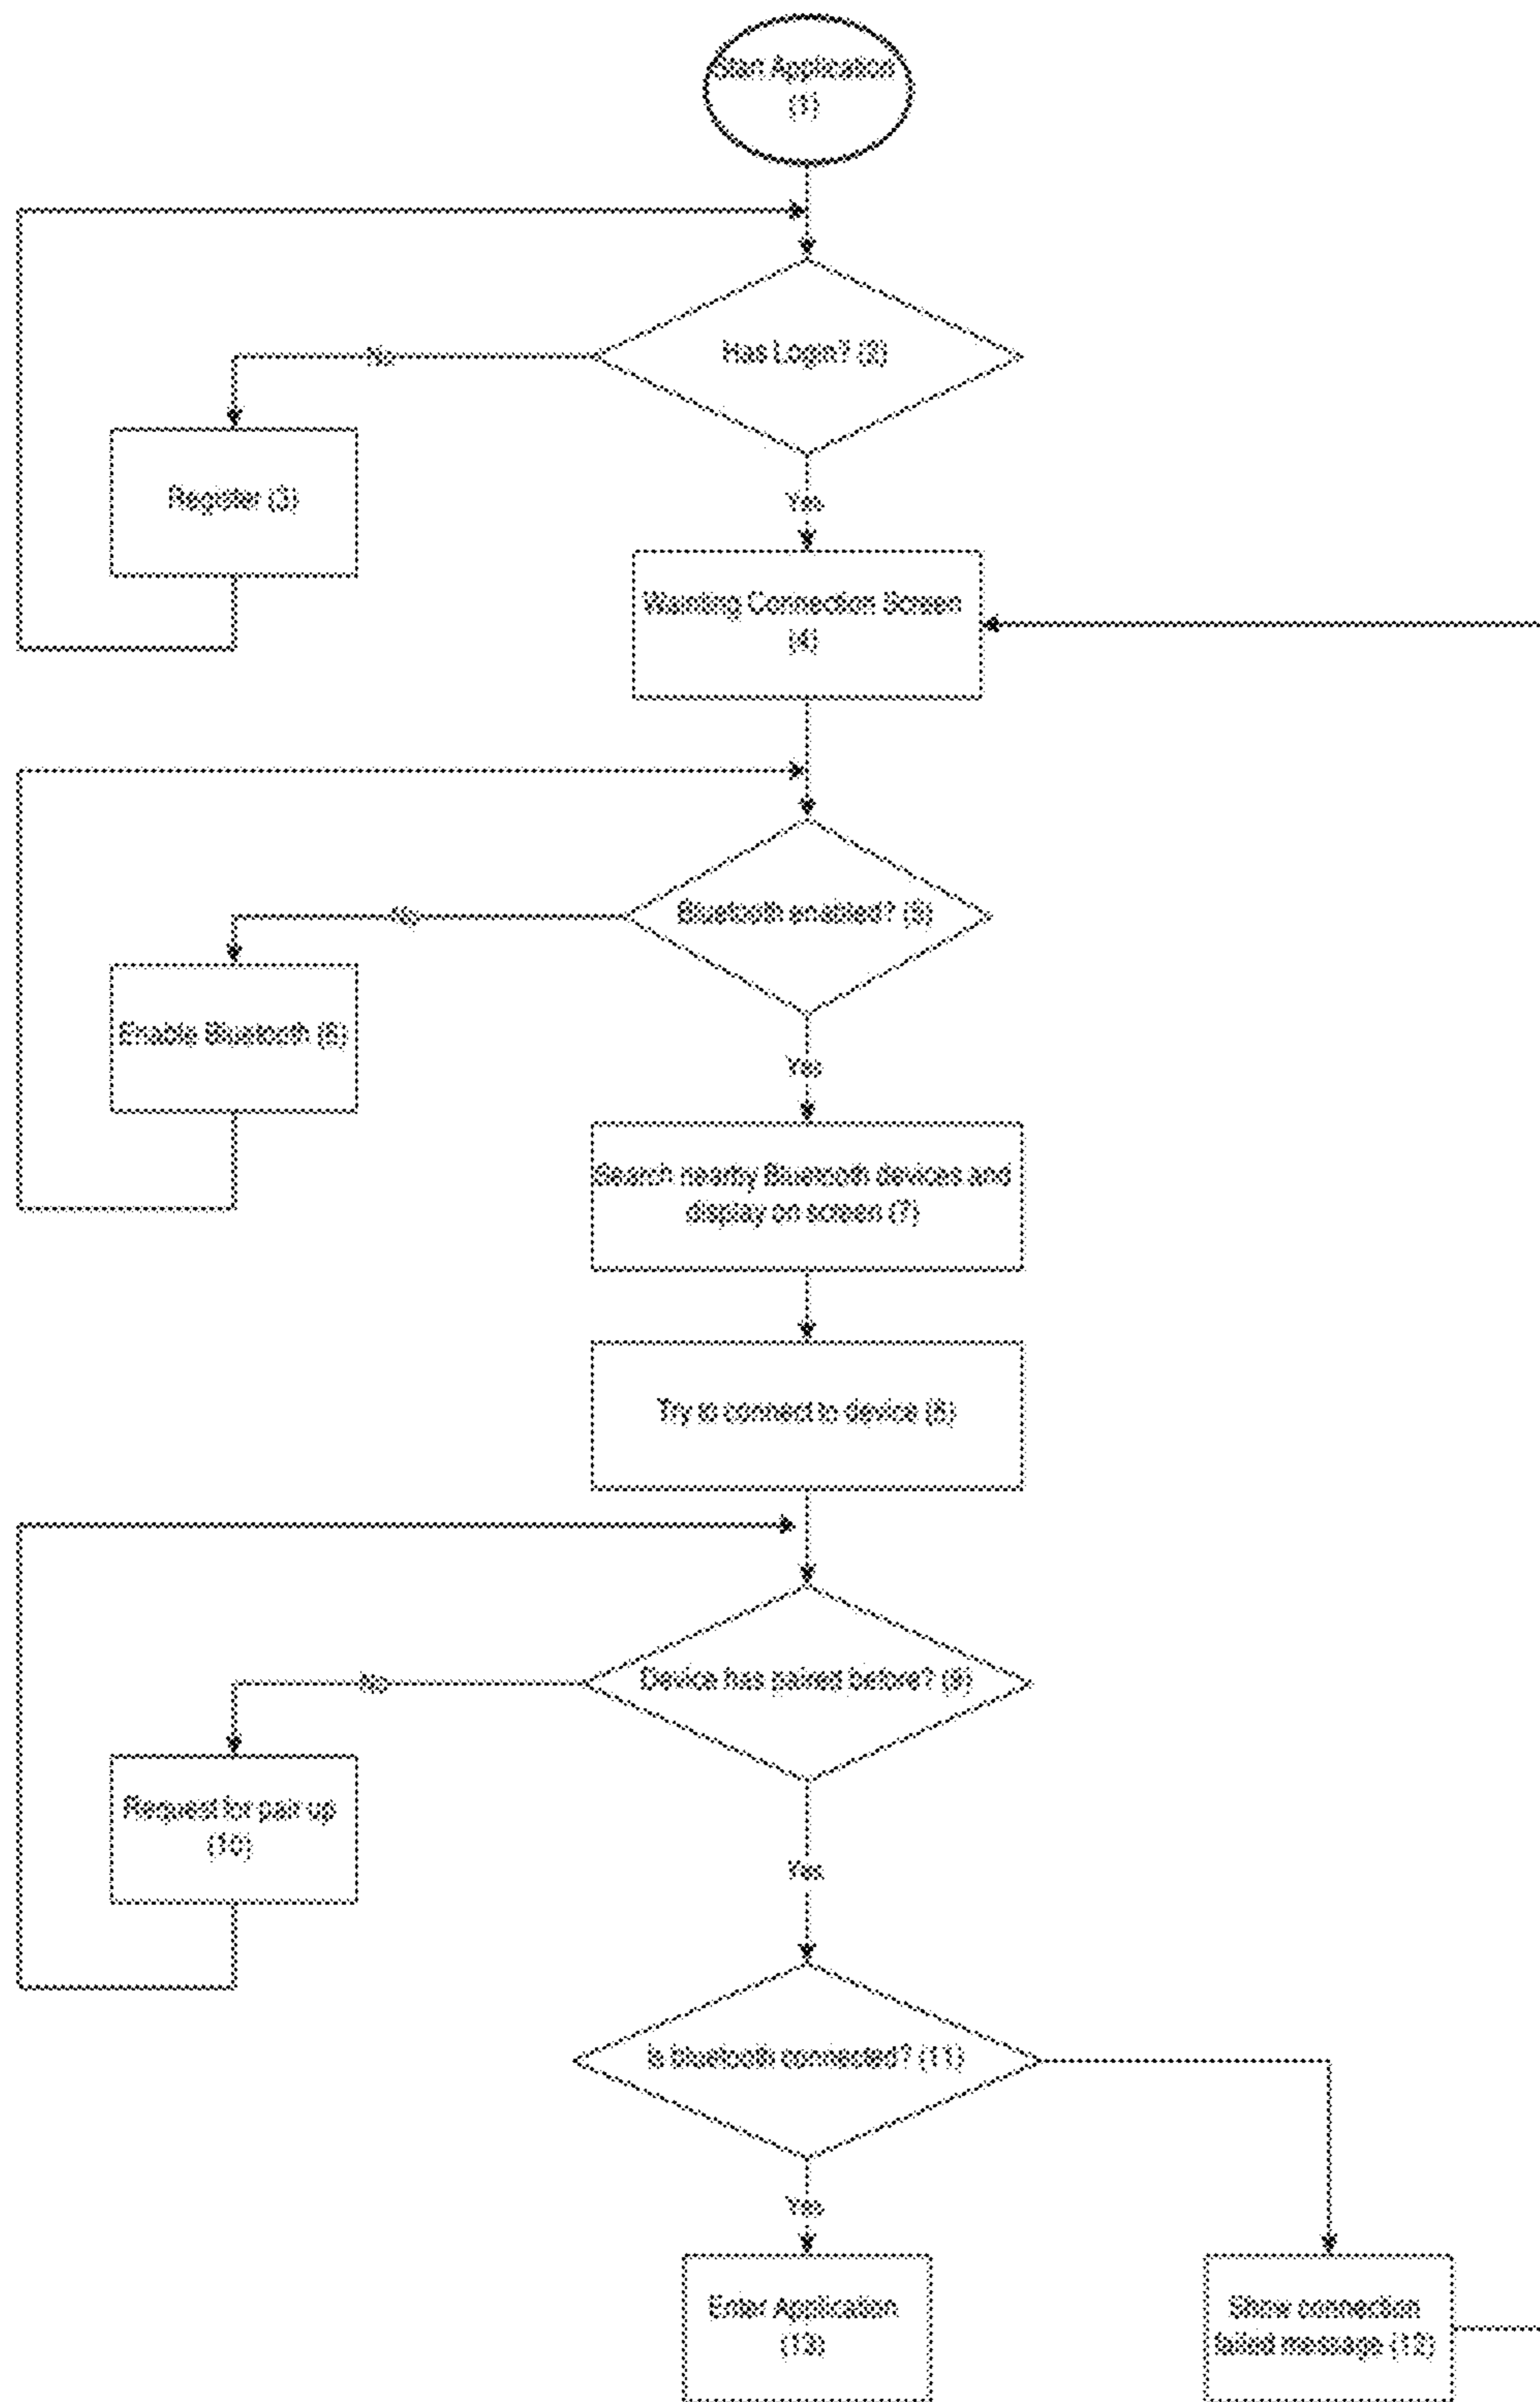 Start Application
(1)
Has Login? (2)
No
Register (3)
Yes
Wainting Connection Screen
(4)
Bluetooth enabled? (5)
No
Enable Bluetooth (6)
Yes
Search nearby Bluetooth devices and
display on screen (7)
Try to connect to device (8)
Device has paired before? (9)
No
Request for pair up
(10)
Yes
Is bluetooth connected? (11)
Yes
Enter Application
(13)
Show connection
failed message (12)